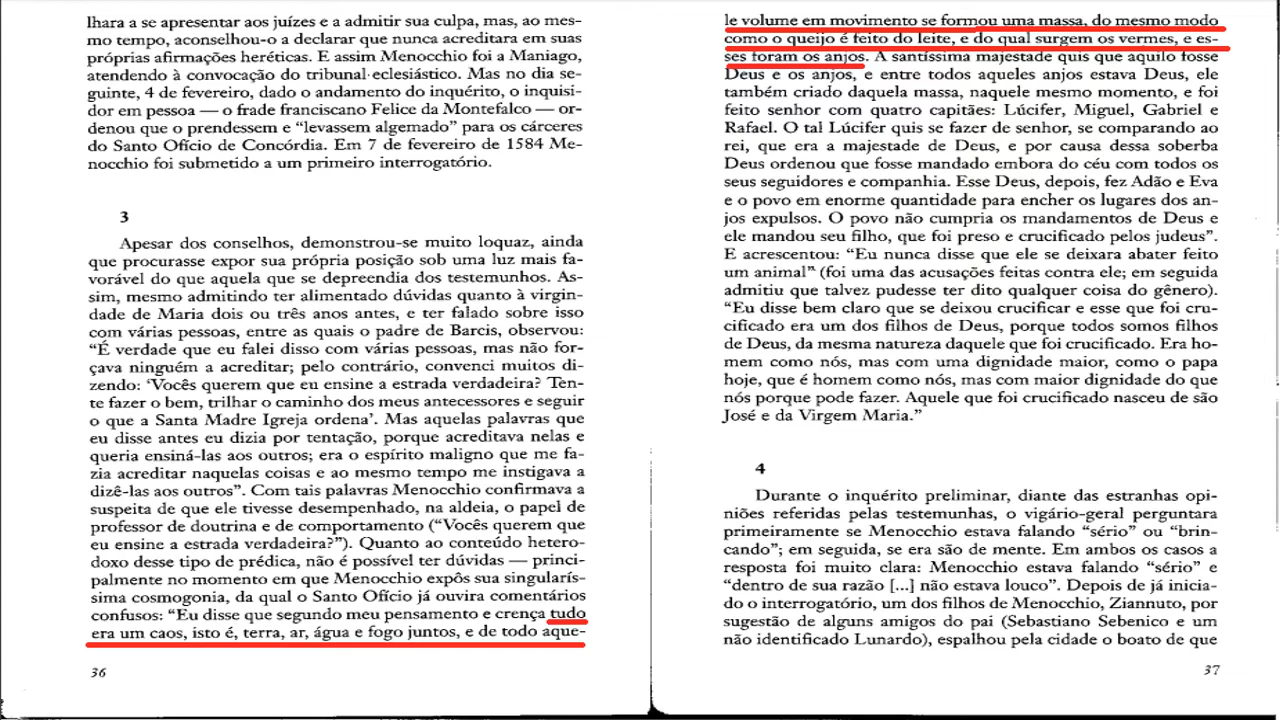 lhara a se apresentar aos juízes e a admitir sua culpa, mas, ao mes-
mo tempo, aconselhou-o a declarar que nunca acreditara em suas
próprias afirmações heréticas. E assim Menocchio foi a Maniago,
atendendo à convocação do tribunal eclesiástico. Mas no dia se-
guinte, 4 de fevereiro, dado o andamento do inquérito, o inquisi-
dor em pessoa — o frade franciscano Felice da Montefalco — or-
denou que o prendessem e “levassem algemado” para os cárceres
do Santo Ofício de Concórdia. Em 7 de fevereiro de 1584 Me-
nocchio foi submetido a um primeiro interrogatório.
3
Apesar dos conselhos, demonstrou-se muito loquaz, ainda
que procurasse expor sua própria posição sob uma luz mais fa-
vorável do que aquela que se depreendia dos testemunhos. As-
sim, mesmo admitindo ter alimentado dúvidas quanto à virgin-
dade de Maria dois ou três anos antes, e ter falado sobre isso
com várias pessoas, entre as quais o padre de Barcis, observou:
“É verdade que eu falei disso com várias pessoas, mas não for-
çava ninguém a acreditar; pelo contrário, convenci muitos di-
zendo: ‘Vocês querem que eu ensine a estrada verdadeira? Ten-
te fazer o bem, trilhar o caminho dos meus antecessores e seguir
o que a Santa Madre Igreja ordena’. Mas aquelas palavras que
eu disse antes eu dizia por tentação, porque acreditava nelas e
queria ensiná-las aos outros; era o espírito maligno que me fa-
zia acreditar naquelas coisas e ao mesmo tempo me instigava a
dizê-las aos outros”. Com tais palavras Menocchio confirmava a
suspeita de que ele tivesse desempenhado, na aldeia, o papel de
professor de doutrina e de comportamento (“Vocês querem que
eu ensine a estrada verdadeira?”). Quanto ao conteúdo hetero-
doxo desse tipo de prédica, não é possível ter dúvidas — princi-
palmente no momento em que Menocchio expôs sua singularís-
sima cosmogonia, da qual o Santo Ofício já ouvira comentários
confusos: “Eu disse que segundo meu pensamento e crença tudo
era um caos, isto é, terra, ar, água e fogo juntos, e de todo aque-
36
le volume em movimento se formou uma massa, do mesmo modo
como o queijo é feito do leite, e do qual surgem os vermes, e es-
ses foram os anjos. A santíssima majestade quis que aquilo fosse
Deus e os anjos, e entre todos aqueles anjos estava Deus, ele
também criado daquela massa, naquele mesmo momento, e foi
feito senhor com quatro capitães: Lúcifer, Miguel, Gabriel e
Rafael. O tal Lúcifer quis se fazer de senhor, se comparando ao
rei, que era a majestade de Deus, e por causa dessa soberba
Deus ordenou que fosse mandado embora do céu com todos os
seus seguidores e companhia. Esse Deus, depois, fez Adão e Eva
e o povo em enorme quantidade para encher os lugares dos an-
jos expulsos. O povo não cumpria os mandamentos de Deus e
ele mandou seu filho, que foi preso e crucificado pelos judeus”.
E acrescentou: “Eu nunca disse que ele se deixara abater feito
um animal” (foi uma das acusações feitas contra ele; em seguida
admitiu que talvez pudesse ter dito qualquer coisa do gênero).
“Eu disse bem claro que se deixou crucificar e esse que foi cru-
cificado era um dos filhos de Deus, porque todos somos filhos
de Deus, da mesma natureza daquele que foi crucificado. Era ho-
mem como nós, mas com uma dignidade maior, como o papa
hoje, que é homem como nós, mas com maior dignidade do que
nós porque pode fazer. Aquele que foi crucificado nasceu de são
José e da Virgem Maria.”
4
Durante o inquérito preliminar, diante das estranhas opi-
niões referidas pelas testemunhas, o vigário-geral perguntara
primeiramente se Menocchio estava falando “sério” ou “brin-
cando”; em seguida, se era são de mente. Em ambos os casos a
resposta foi muito clara: Menocchio estava falando “sério” e
“dentro de sua razão [...] não estava louco”. Depois de já inicia-
do o interrogatório, um dos filhos de Menocchio, Ziannuto, por
sugestão de alguns amigos do pai (Sebastiano Sebenico e um
não identificado Lunardo), espalhou pela cidade o boato de que
37